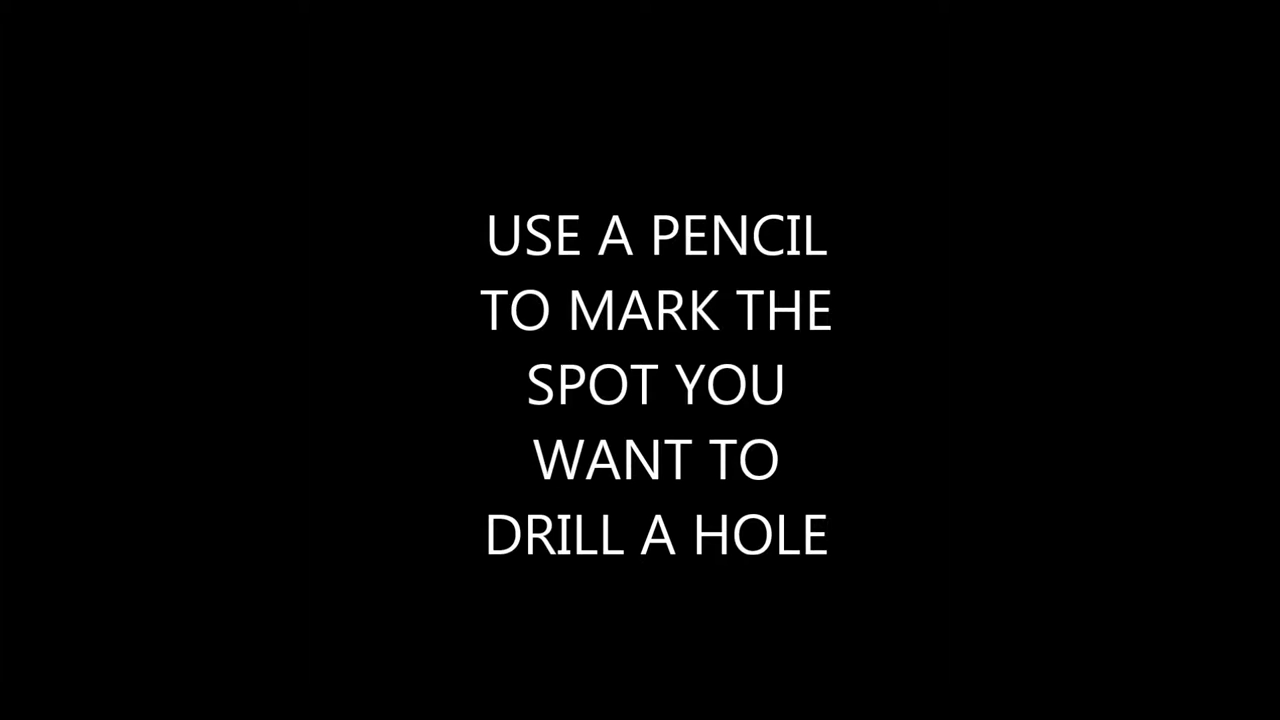 USE A PENCIL
TO MARK THE
SPOT YOU
WANT TO
DRILL A HOLE